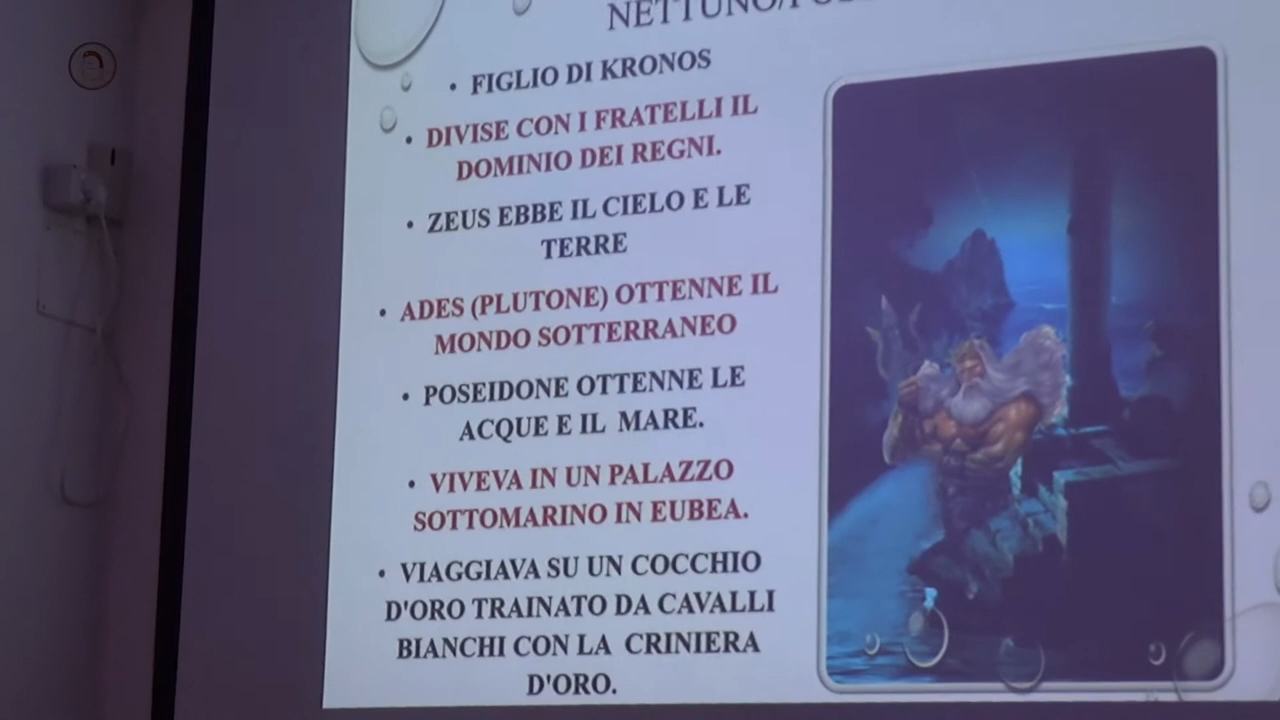 NETTUNO/
• FIGLIO DI KRONOS
• DIVISE CON I FRATELLI IL
DOMINIO DEI REGNI.
• ZEUS EBBE IL CIELO E LE
TERRE
• ADES (PLUTONE) OTTENNE IL
MONDO SOTTERRANEO
• POSEIDONE OTTENNE LE
ACQUE E IL MARE.
• VIVEVA IN UN PALAZZO
SOTTOMARINO IN EUBEA.
• VIAGGIAVA SU UN COCCHIO
D'ORO TRAINATO DA CAVALLI
BIANCHI CON LA CRINIERA
D'ORO.